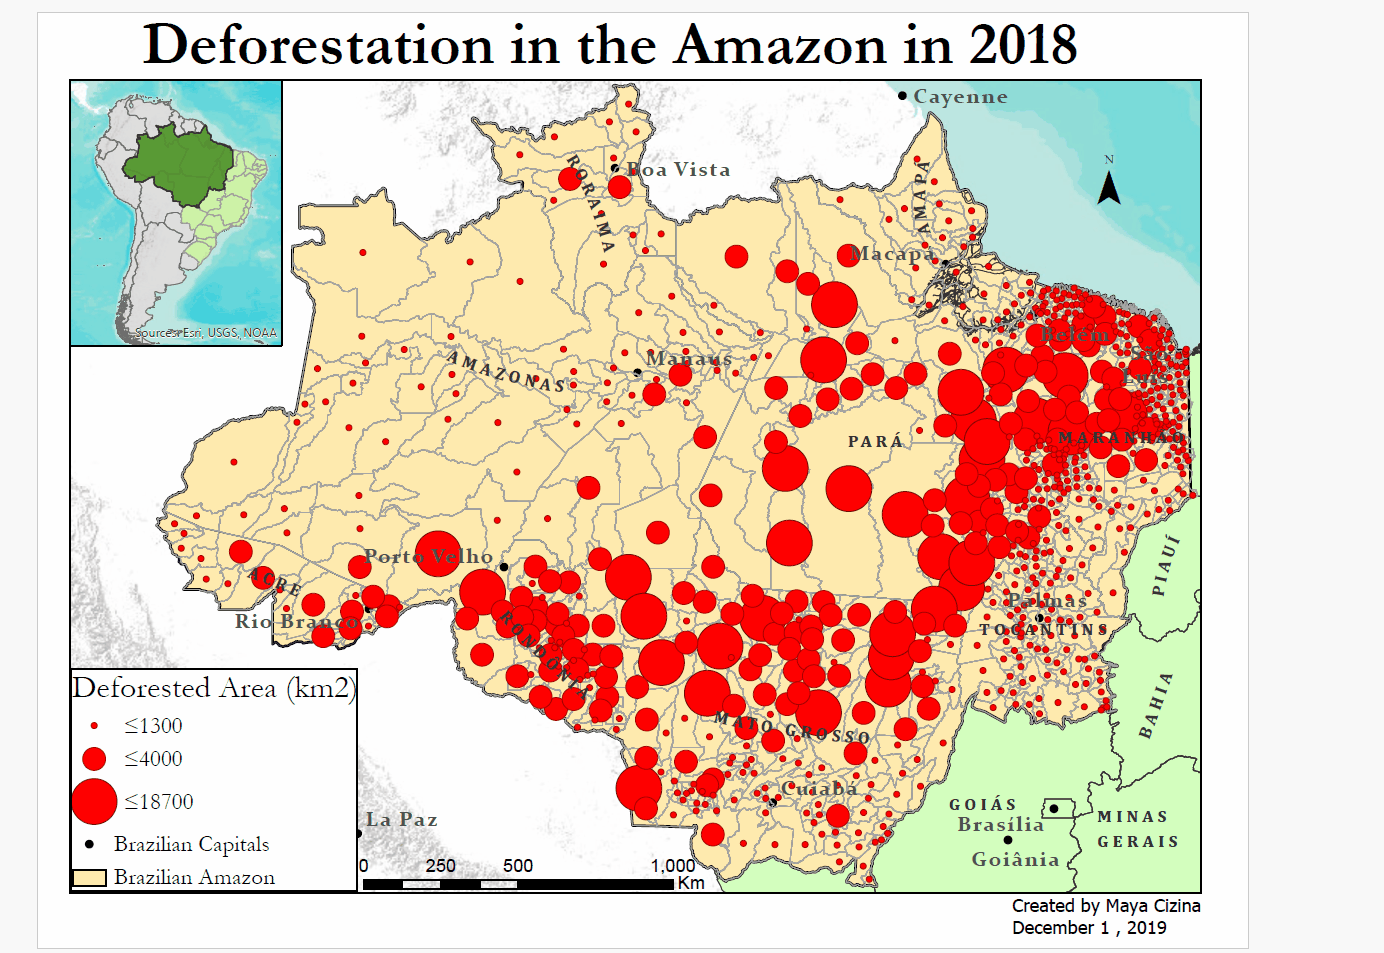 Deforestation in the Amazon in 2018
Cayenne
N
Boa Vista
RORAIMA
AMAPÁ
Macapá
Sources: Esri, USGS, NOAA
Belém
Manaus
AMAZONAS
PARÁ
MARANHÃO
Porto Velho
PIAUÍ
ACRE
Palmas
Rio Branco
TOCANTINS
RONDÔNIA
BAHIA
Deforested Area (km2)
≤1300
≤4000
≤18700
Brazilian Capitals
Brazilian Amazon
MATO GROSSO
Cuiabá
GOIÁS
Brasília
MINAS
GERAIS
Goiânia
La Paz
0 250 500 1,000
Km
Created by Maya Cizina
December 1 , 2019